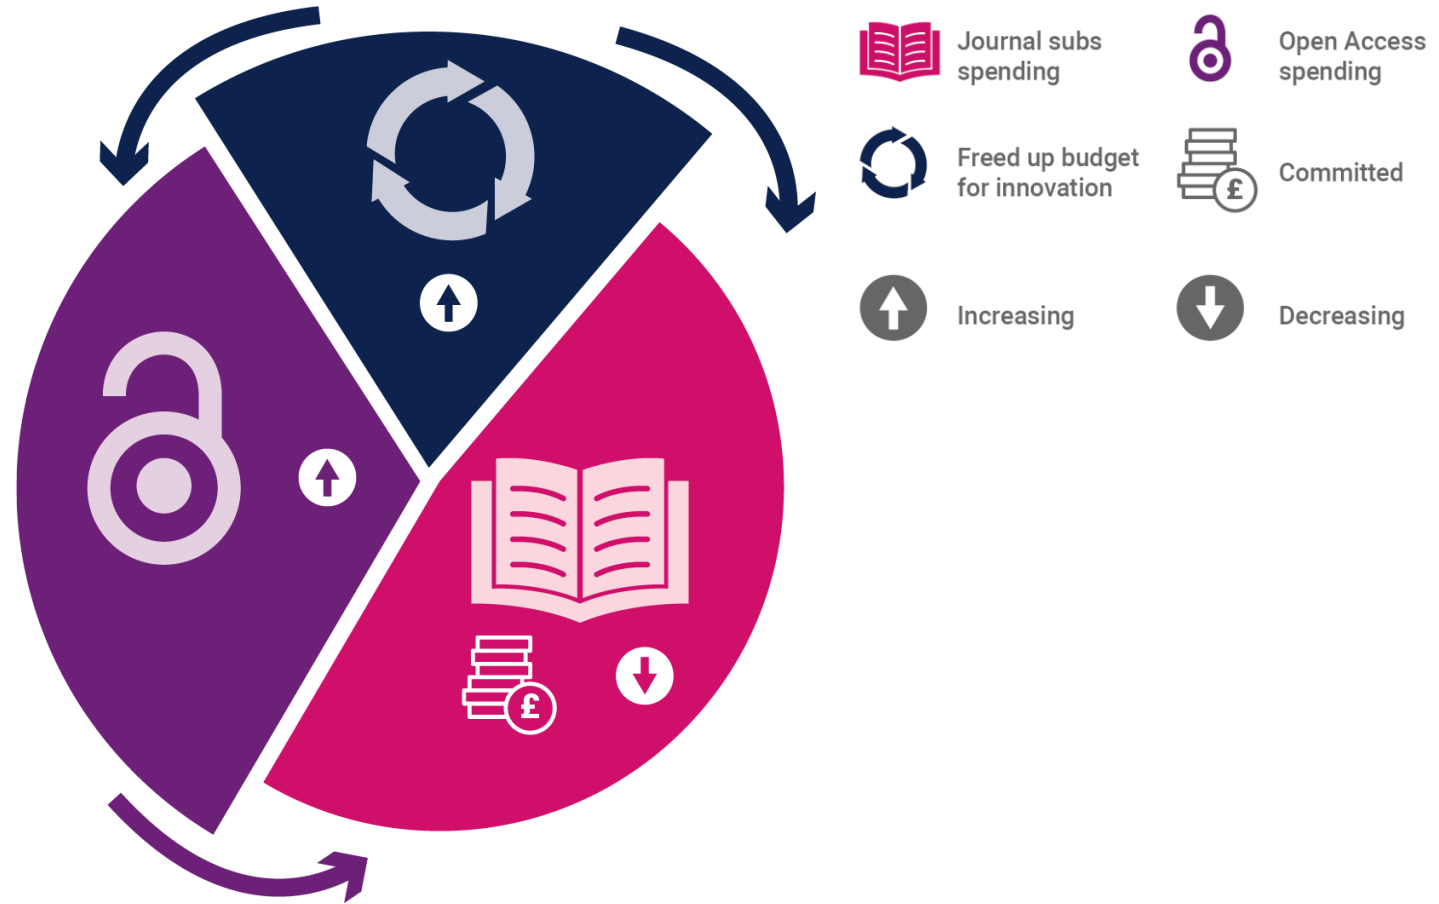 Journal subs
spending
Open Access
spending
Freed up budget
for innovation
£
Committed
Increasing
Decreasing
£